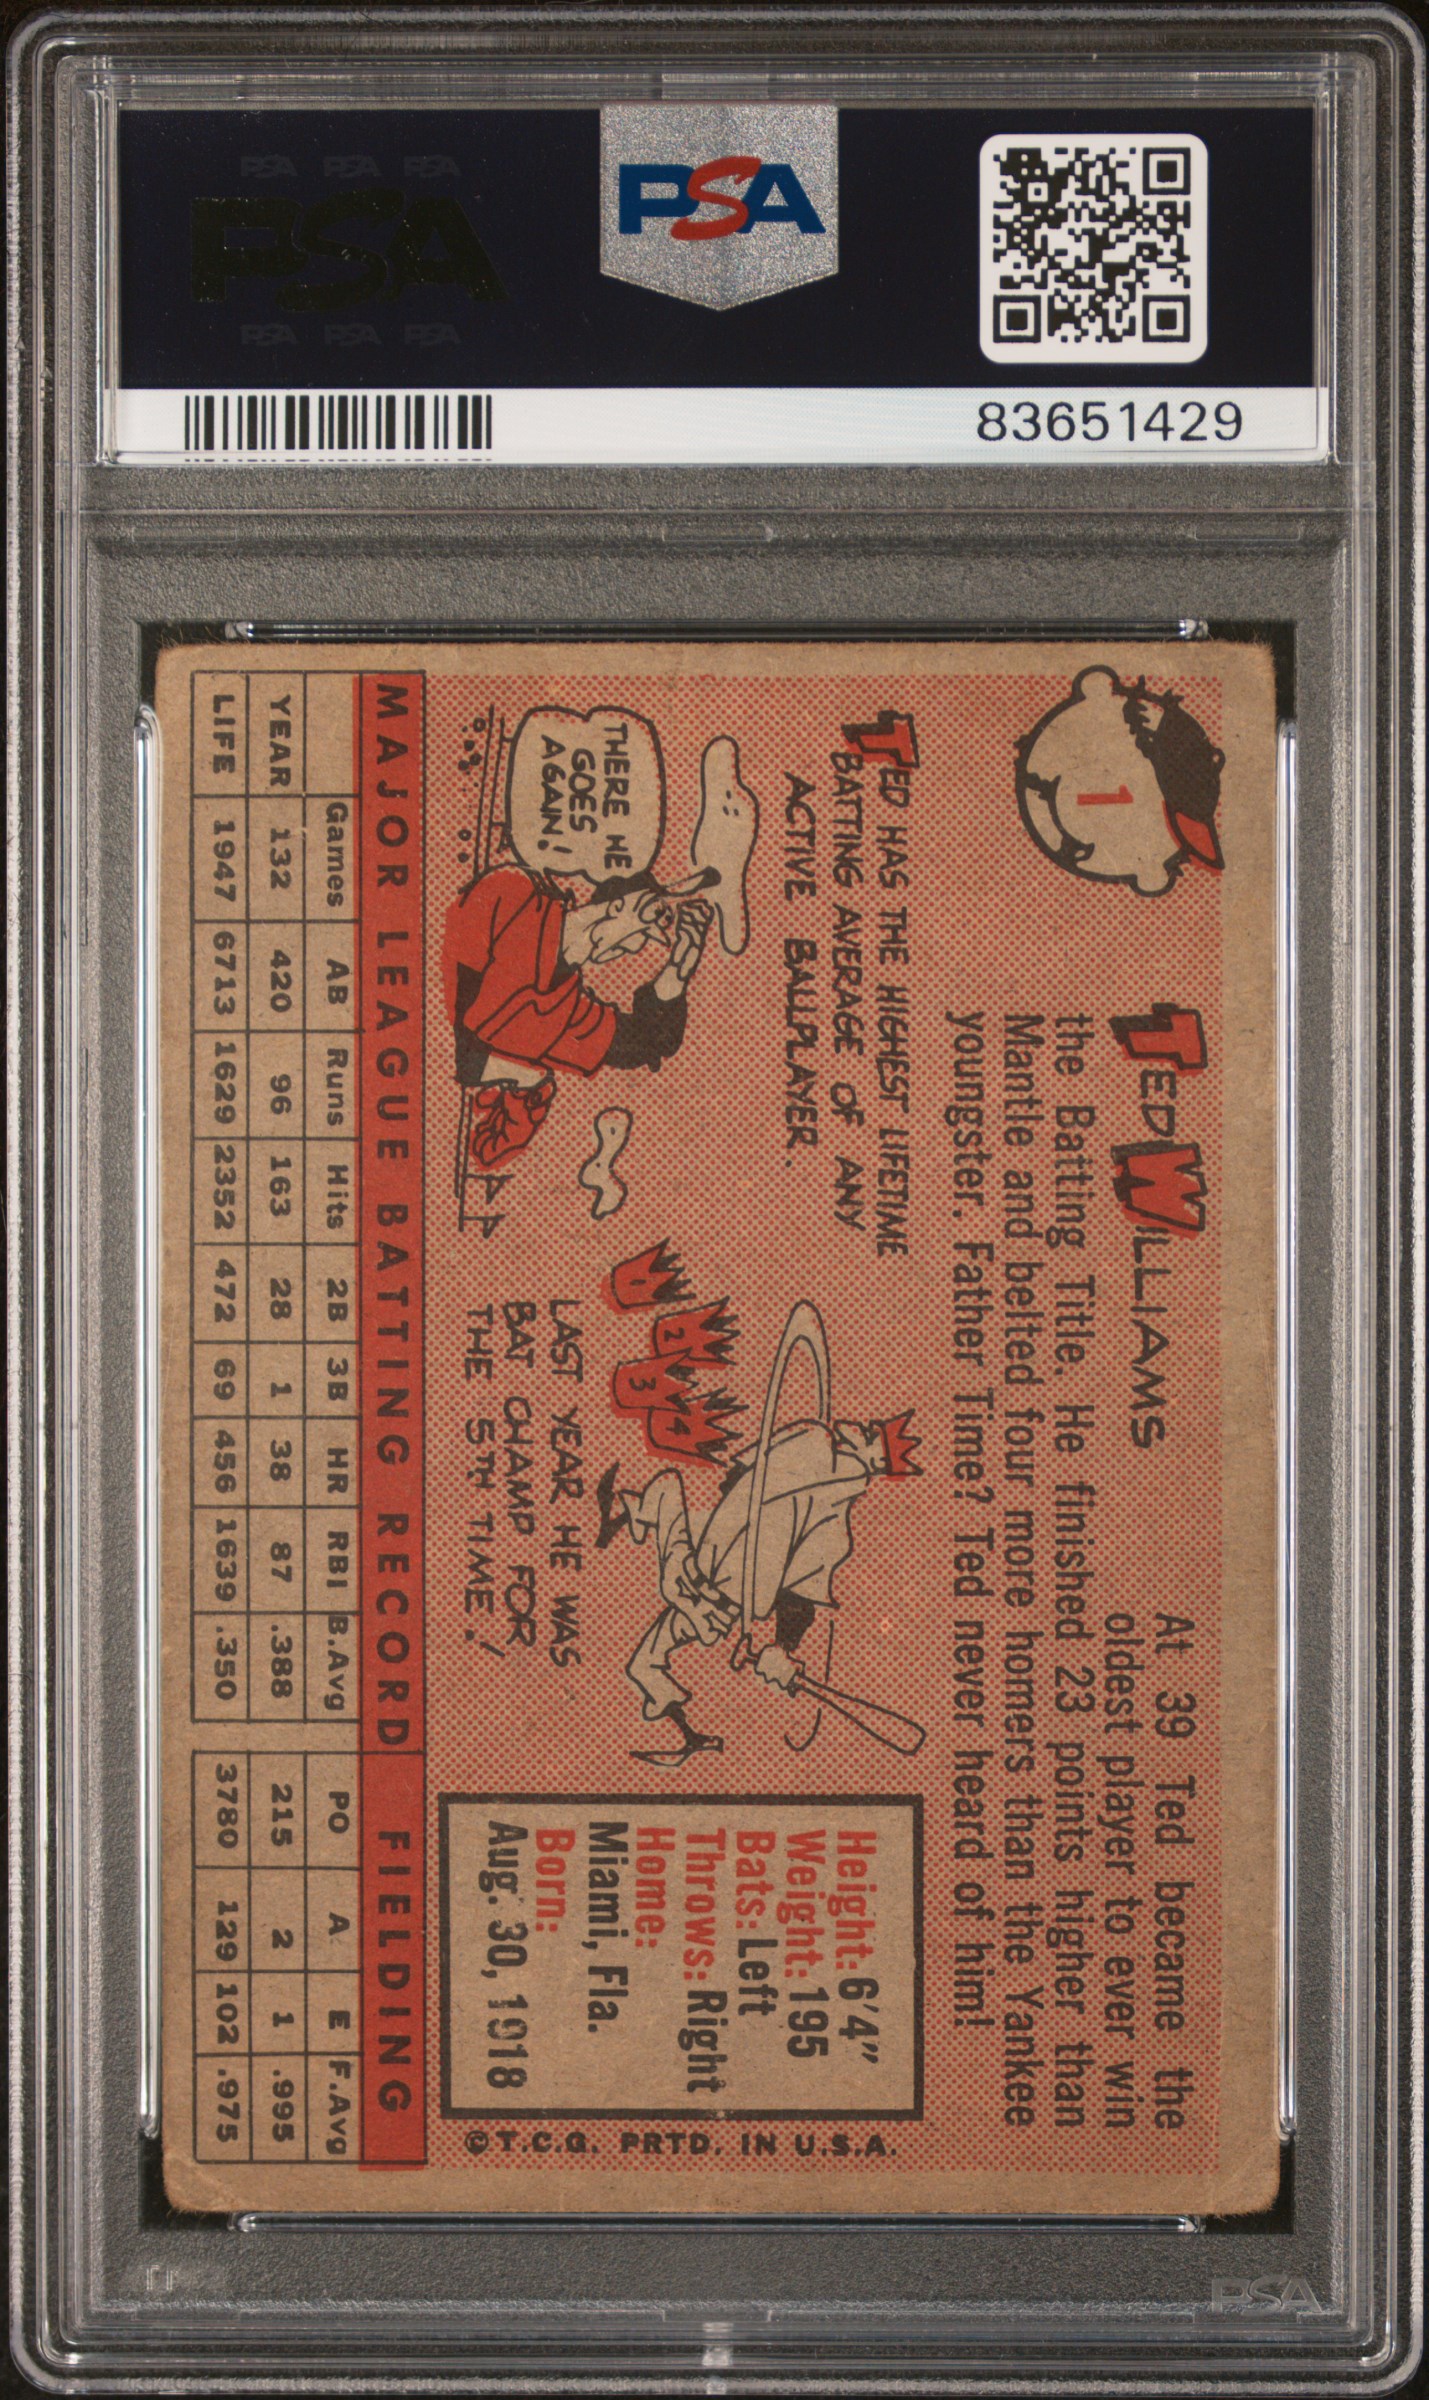 PSA PSA PSA
PSA
PSA PSA PSA
PSA
83651429
1
TED WILLIAMS
At 39 Ted became the
oldest player to ever win
the Batting Title. He finished 23 points higher than
Mantle and belted four more homers than the Yankee
youngster. Father Time? Ted never heard of him!
TED HAS THE HIGHEST LIFETIME
BATTING AVERAGE OF ANY
ACTIVE BALLPLAYER.
THERE HE
GOES
AGAIN!
1
2
3
4
LAST YEAR HE WAS
BAT CHAMP FOR
THE 5TH TIME!
Height: 6'4"
Weight: 195
Bats: Left
Throws: Right
Home:
Miami, Fla.
Born:
Aug. 30, 1918
©T.C.G. PRTD. IN U.S.A.
MAJOR LEAGUE BATTING RECORD FIELDING
Games AB Runs Hits 2B 3B HR RBI B.Avg PO A E F.Avg
YEAR 132 420 96 163 28 1 38 87 .388 215 2 1 .995
LIFE 1947 6713 1629 2352 472 69 456 1639 .350 3780 129 102 .975
PSA